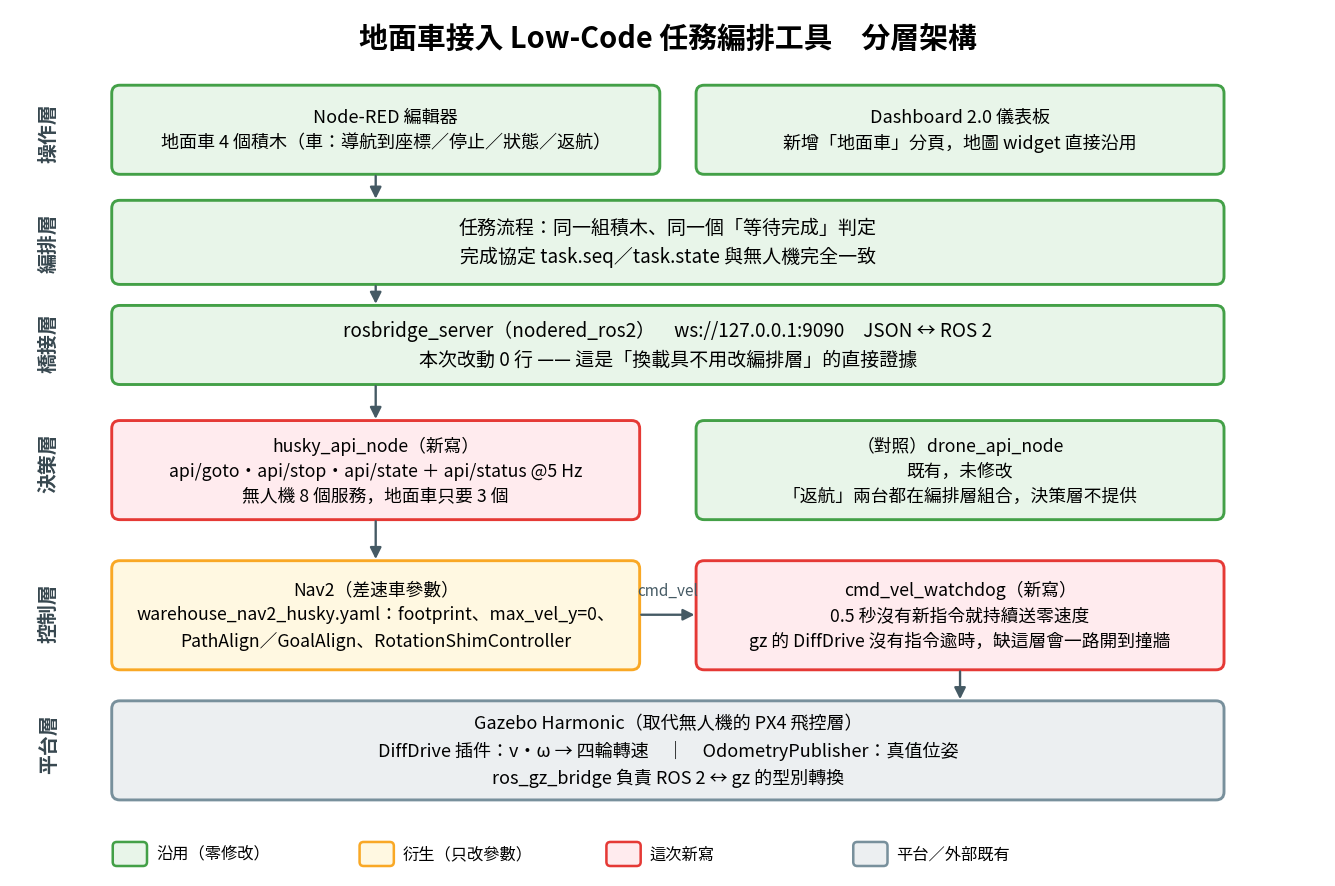 地面車接入 Low-Code 任務編排工具　分層架構
操作層
Node-RED 編輯器
地面車 4 個積木（車：導航到座標／停止／狀態／返航）
Dashboard 2.0 儀表板
新增「地面車」分頁，地圖 widget 直接沿用
編排層
任務流程：同一組積木、同一個「等待完成」判定
完成協定 task.seq／task.state 與無人機完全一致
橋接層
rosbridge_server（nodered_ros2）　ws://127.0.0.1:9090　JSON ↔ ROS 2
本次改動 0 行 —— 這是「換載具不用改編排層」的直接證據
決策層
husky_api_node（新寫）
api/goto・api/stop・api/state ＋ api/status @5 Hz
無人機 8 個服務，地面車只要 3 個
（對照）drone_api_node
既有，未修改
「返航」兩台都在編排層組合，決策層不提供
控制層
Nav2（差速車參數）
warehouse_nav2_husky.yaml：footprint、max_vel_y=0、
PathAlign／GoalAlign、RotationShimController
cmd_vel
cmd_vel_watchdog（新寫）
0.5 秒沒有新指令就持續送零速度
gz 的 DiffDrive 沒有指令逾時，缺這層會一路開到撞牆
平台層
Gazebo Harmonic（取代無人機的 PX4 飛控層）
DiffDrive 插件：v・ω → 四輪轉速　｜　OdometryPublisher：真值位姿
ros_gz_bridge 負責 ROS 2 ↔ gz 的型別轉換
沿用（零修改）
衍生（只改參數）
這次新寫
平台／外部既有